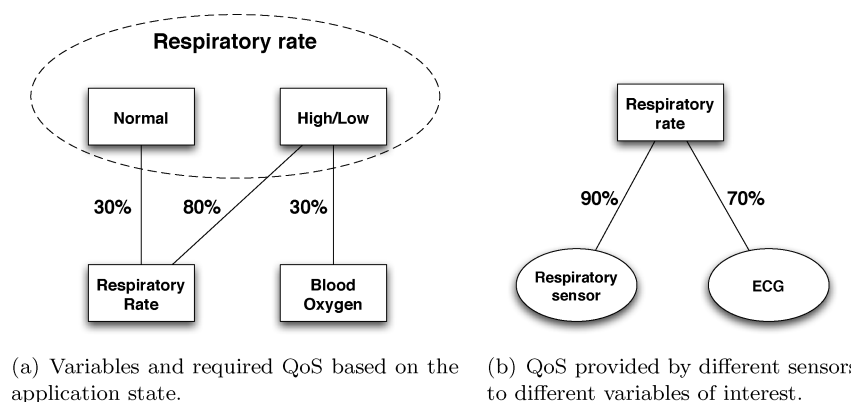 Respiratory rate
Normal
High/Low
30%
80%
30%
Respiratory
Rate
Blood
Oxygen
(a) Variables and required QoS based on the
application state.
Respiratory
rate
90%
70%
Respiratory
sensor
ECG
(b) QoS provided by different sensors
to different variables of interest.